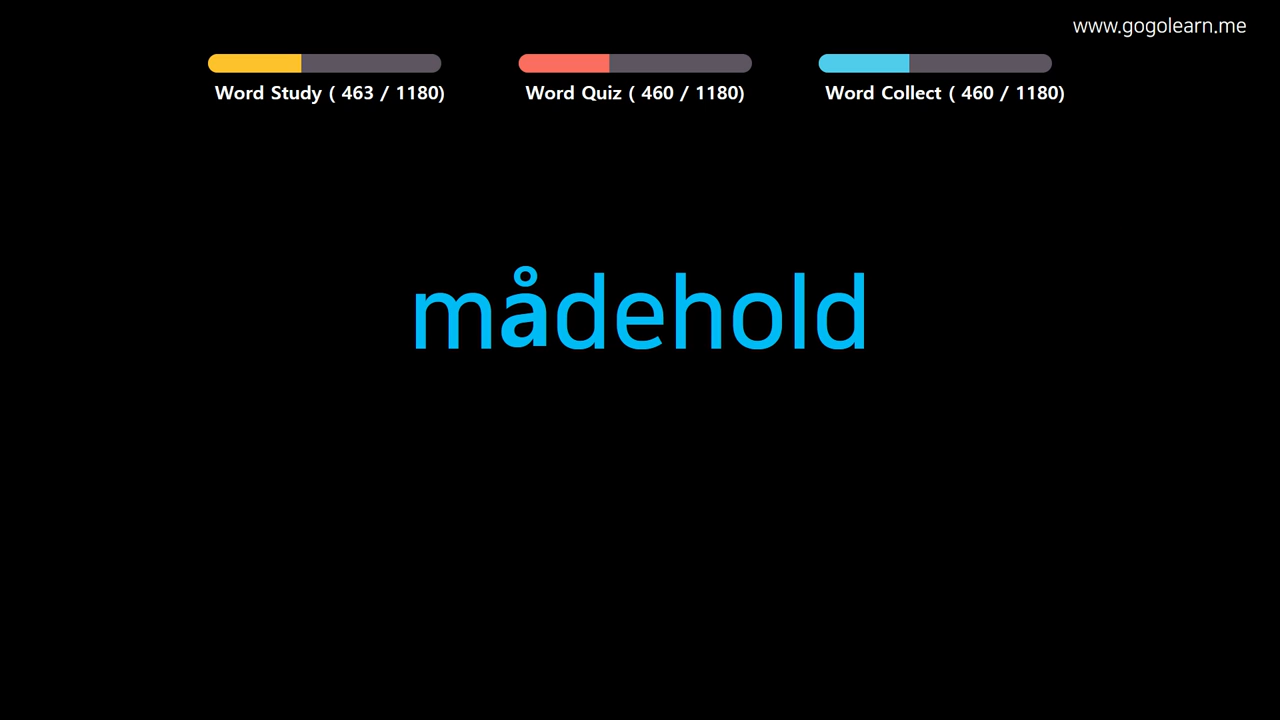 www.gogolearn.me
Word Study ( 463 / 1180)
Word Quiz ( 460 / 1180)
Word Collect ( 460 / 1180)
mådehold